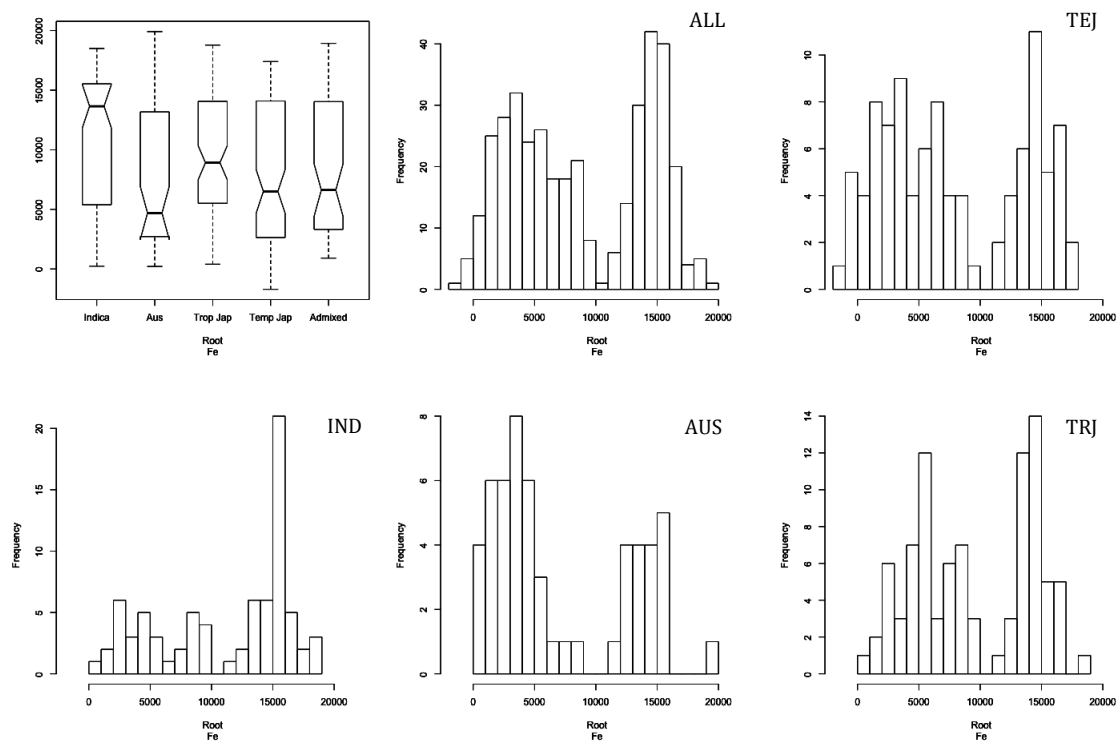 20000
15000
10000
5000
0
Indica Aus Trop Jap Temp Jap Admixed
Root
Fe
ALL
Frequency
40
30
20
10
0
0 5000 10000 15000 20000
Root
Fe
TEJ
Frequency
10
8
6
4
2
0
0 5000 10000 15000 20000
Root
Fe
IND
Frequency
20
15
10
5
0
0 5000 10000 15000 20000
Root
Fe
AUS
Frequency
8
6
4
2
0
0 5000 10000 15000 20000
Root
Fe
TRJ
Frequency
14
12
10
8
6
4
2
0
0 5000 10000 15000 20000
Root
Fe